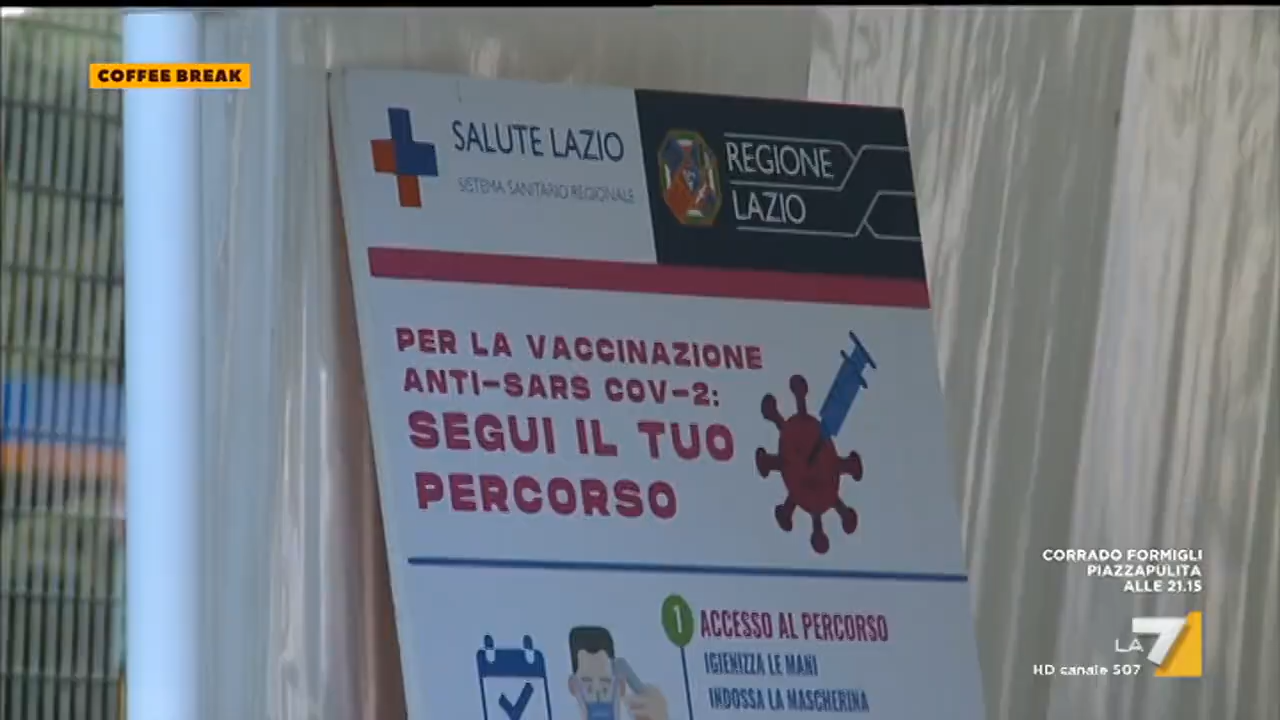 COFFEE BREAK
SALUTE LAZIO
SISTEMA SANITARIO REGIONALE
REGIONE
LAZIO
PER LA VACCINAZIONE
ANTI-SARS COV-2:
SEGUI IL TUO
PERCORSO
1 ACCESSO AL PERCORSO
IGIENIZZA LE MANI
INDOSSA LA MASCHERINA
CORRADO FORMIGLI
PIAZZAPULITA
ALLE 21.15
LA 7
HD canale 507